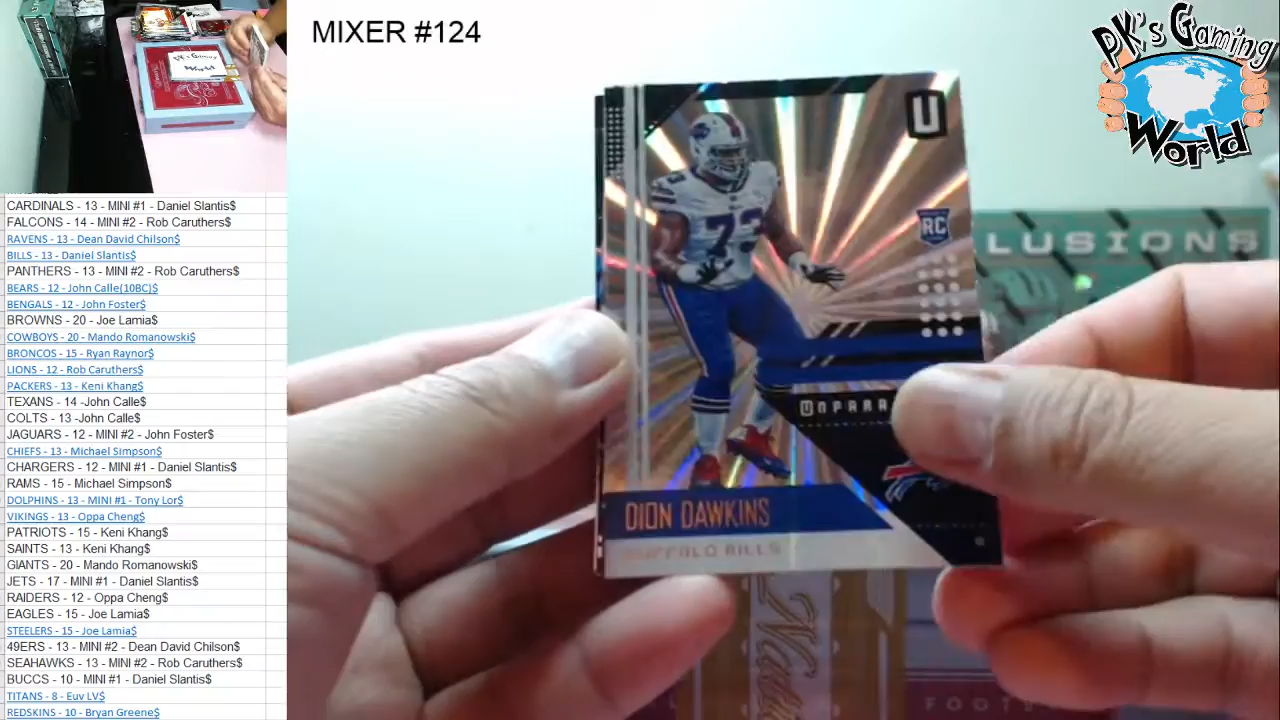 MIXER #124
PK's Gaming
World
PK's Gaming
World
CARDINALS - 13 - MINI #1 - Daniel Slantis$
FALCONS - 14 - MINI #2 - Rob Caruthers$
RAVENS - 13 - Dean David Chilson$
BILLS - 13 - Daniel Slantis$
PANTHERS - 13 - MINI #2 - Rob Caruthers$
BEARS - 12 - John Calle(10BC)$
BENGALS - 12 - John Foster$
BROWNS - 20 - Joe Lamia$
COWBOYS - 20 - Mando Romanowski$
BRONCOS - 15 - Ryan Raynor$
LIONS - 12 - Rob Caruthers$
PACKERS - 13 - Keni Khang$
TEXANS - 14 -John Calle$
COLTS - 13 -John Calle$
JAGUARS - 12 - MINI #2 - John Foster$
CHIEFS - 13 - Michael Simpson$
CHARGERS - 12 - MINI #1 - Daniel Slantis$
RAMS - 15 - Michael Simpson$
DOLPHINS - 13 - MINI #1 - Tony Lor$
VIKINGS - 13 - Oppa Cheng$
PATRIOTS - 15 - Keni Khang$
SAINTS - 13 - Keni Khang$
GIANTS - 20 - Mando Romanowski$
JETS - 17 - MINI #1 - Daniel Slantis$
RAIDERS - 12 - Oppa Cheng$
EAGLES - 15 - Joe Lamia$
STEELERS - 15 - Joe Lamia$
49ERS - 13 - MINI #2 - Dean David Chilson$
SEAHAWKS - 13 - MINI #2 - Rob Caruthers$
BUCCS - 10 - MINI #1 - Daniel Slantis$
TITANS - 8 - Euv LV$
REDSKINS - 10 - Bryan Greene$
U
RC
73
UNPARA
DION DAWKINS
BUFFALO BILLS
LUSIONS